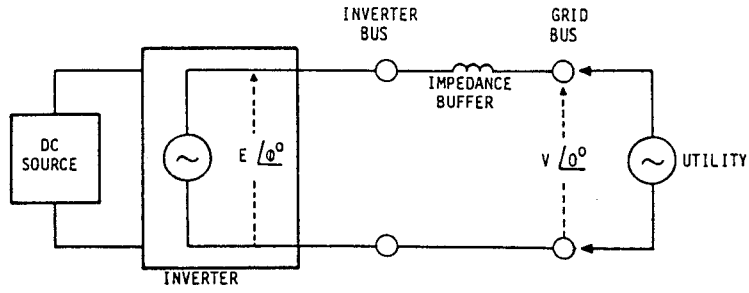 INVERTER
BUS
GRID
BUS
IMPEDANCE
BUFFER
DC
SOURCE
E ∠Φ°
V ∠0°
UTILITY
INVERTER